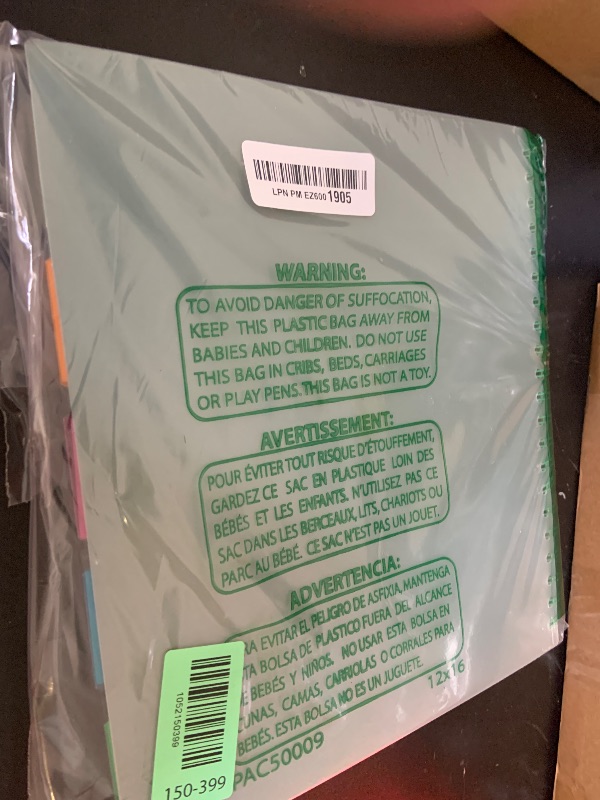 LPN PM EZ600 1905
WARNING:
TO AVOID DANGER OF SUFFOCATION,
KEEP THIS PLASTIC BAG AWAY FROM
BABIES AND CHILDREN. DO NOT USE
THIS BAG IN CRIBS, BEDS, CARRIAGES
OR PLAY PENS. THIS BAG IS NOT A TOY.
AVERTISSEMENT:
POUR ÉVITER TOUT RISQUE D'ÉTOUFFEMENT,
GARDEZ CE SAC EN PLASTIQUE LOIN DES
BÉBÉS ET LES ENFANTS. N'UTILISEZ PAS CE
SAC DANS LES BERCEAUX, LITS, CHARIOTS OU
PARC AU BÉBÉ. CE SAC N'EST PAS UN JOUET.
ADVERTENCIA:
RA EVITAR EL PELIGRO DE ASFIXIA, MANTENGA
TA BOLSA DE PLASTICO FUERA DEL ALCANCE
E BEBÉS Y NIÑOS. NO USAR ESTA BOLSA EN
UNAS, CAMAS, CARRIOLAS O CORRALES PARA
BEBÉS. ESTA BOLSA NO ES UN JUGUETE.
12x16
PAC50009
1052150399
150-399